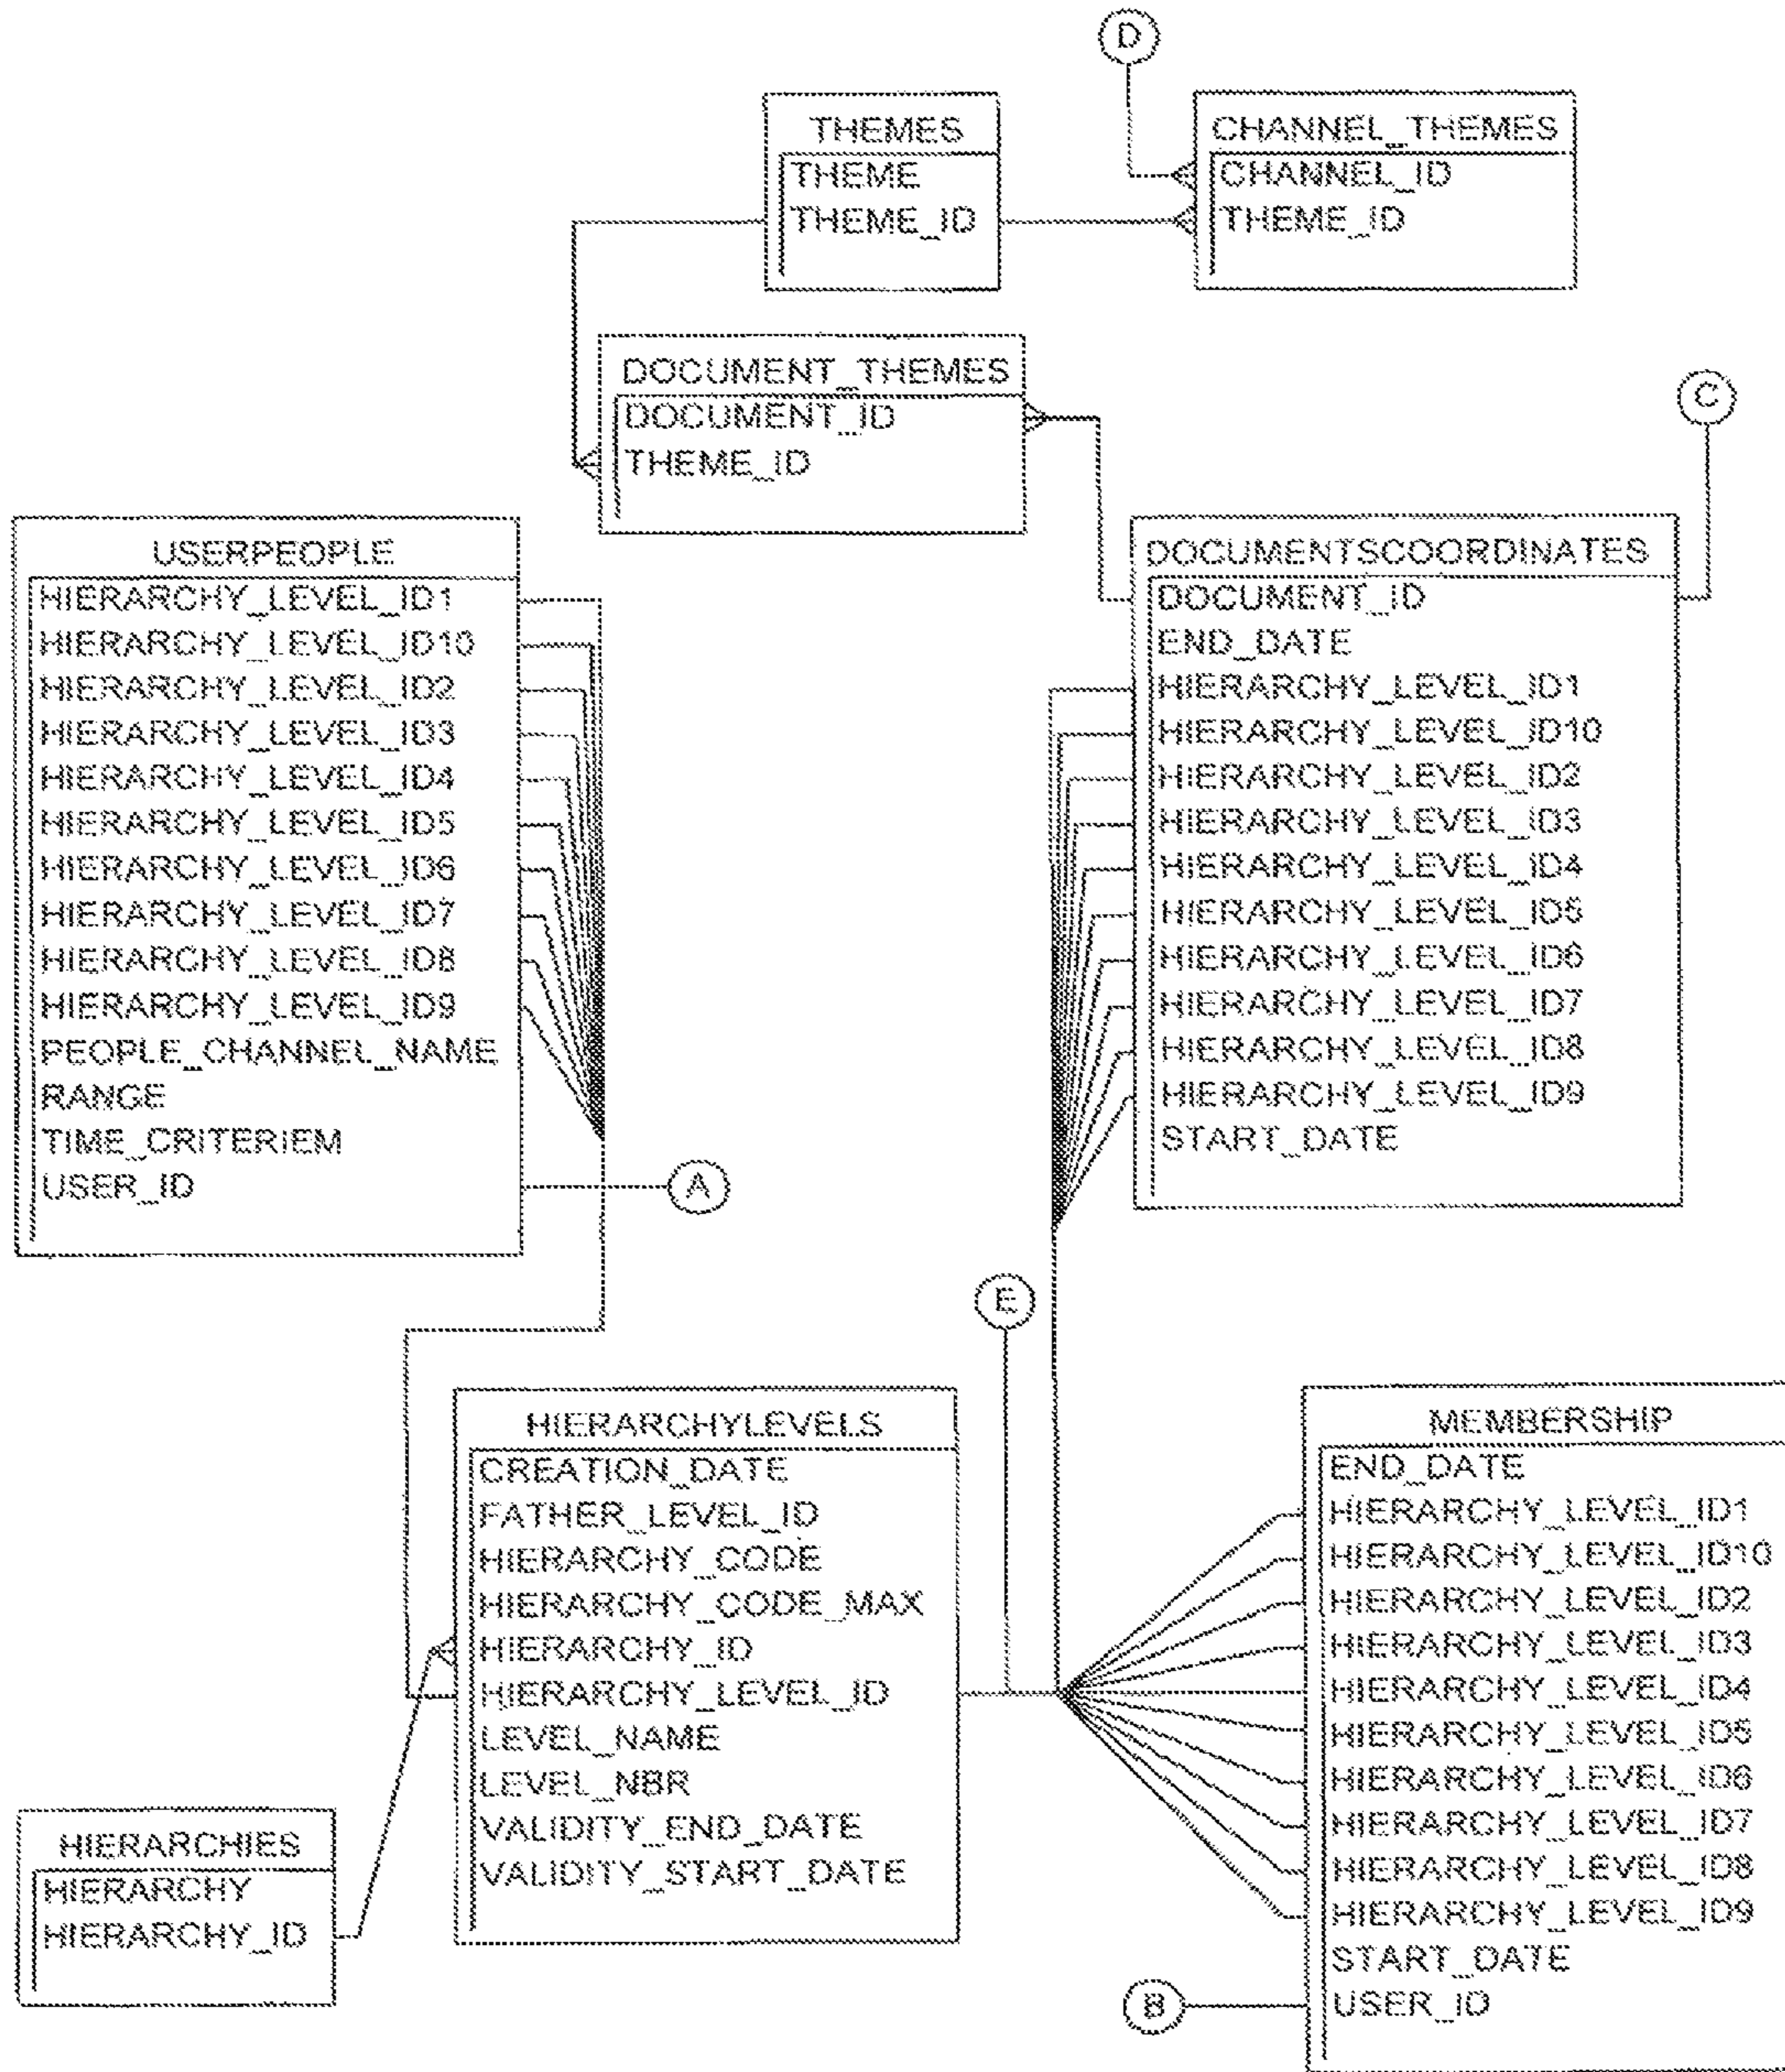 D
THEMES
THEME
THEME_ID
CHANNEL_THEMES
CHANNEL_ID
THEME_ID
DOCUMENT_THEMES
DOCUMENT_ID
THEME_ID
C
USERPEOPLE
HIERARCHY_LEVEL_ID1
HIERARCHY_LEVEL_ID10
HIERARCHY_LEVEL_ID2
HIERARCHY_LEVEL_ID3
HIERARCHY_LEVEL_ID4
HIERARCHY_LEVEL_ID5
HIERARCHY_LEVEL_ID6
HIERARCHY_LEVEL_ID7
HIERARCHY_LEVEL_ID8
HIERARCHY_LEVEL_ID9
PEOPLE_CHANNEL_NAME
RANGE
TIME_CRITERIEM
USER_ID
A
DOCUMENTSCOORDINATES
DOCUMENT_ID
END_DATE
HIERARCHY_LEVEL_ID1
HIERARCHY_LEVEL_ID10
HIERARCHY_LEVEL_ID2
HIERARCHY_LEVEL_ID3
HIERARCHY_LEVEL_ID4
HIERARCHY_LEVEL_ID5
HIERARCHY_LEVEL_ID6
HIERARCHY_LEVEL_ID7
HIERARCHY_LEVEL_ID8
HIERARCHY_LEVEL_ID9
START_DATE
E
HIERARCHYLEVELS
CREATION_DATE
FATHER_LEVEL_ID
HIERARCHY_CODE
HIERARCHY_CODE_MAX
HIERARCHY_ID
HIERARCHY_LEVEL_ID
LEVEL_NAME
LEVEL_NBR
VALIDITY_END_DATE
VALIDITY_START_DATE
HIERARCHIES
HIERARCHY
HIERARCHY_ID
MEMBERSHIP
END_DATE
HIERARCHY_LEVEL_ID1
HIERARCHY_LEVEL_ID10
HIERARCHY_LEVEL_ID2
HIERARCHY_LEVEL_ID3
HIERARCHY_LEVEL_ID4
HIERARCHY_LEVEL_ID5
HIERARCHY_LEVEL_ID6
HIERARCHY_LEVEL_ID7
HIERARCHY_LEVEL_ID8
HIERARCHY_LEVEL_ID9
START_DATE
USER_ID
B